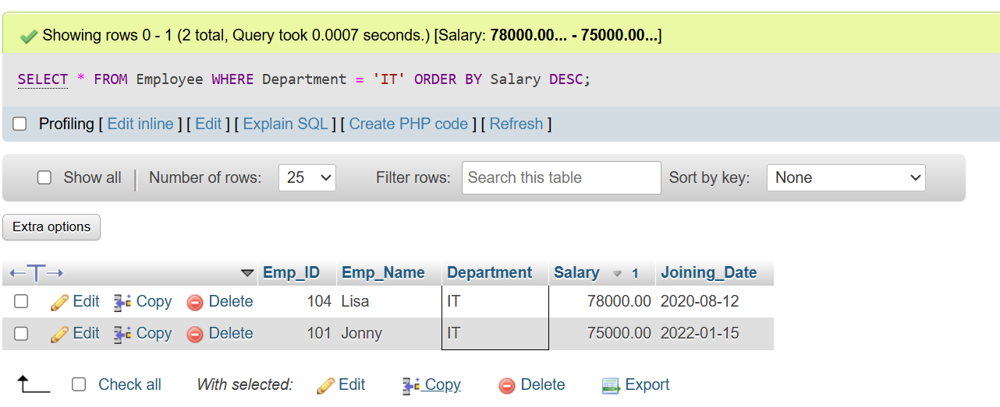 Showing rows 0 - 1 (2 total, Query took 0.0007 seconds.) [Salary: 78000.00... - 75000.00...]
SELECT * FROM Employee WHERE Department = 'IT' ORDER BY Salary DESC;
Profiling [ Edit inline ] [ Edit ] [ Explain SQL ] [ Create PHP code ] [ Refresh ]
Show all | Number of rows: 25 Filter rows: Search this table Sort by key: None
Extra options
Emp_ID Emp_Name Department Salary 1 Joining_Date
Edit Copy Delete 104 Lisa IT 78000.00 2020-08-12
Edit Copy Delete 101 Jonny IT 75000.00 2022-01-15
Check all With selected: Edit Copy Delete Export